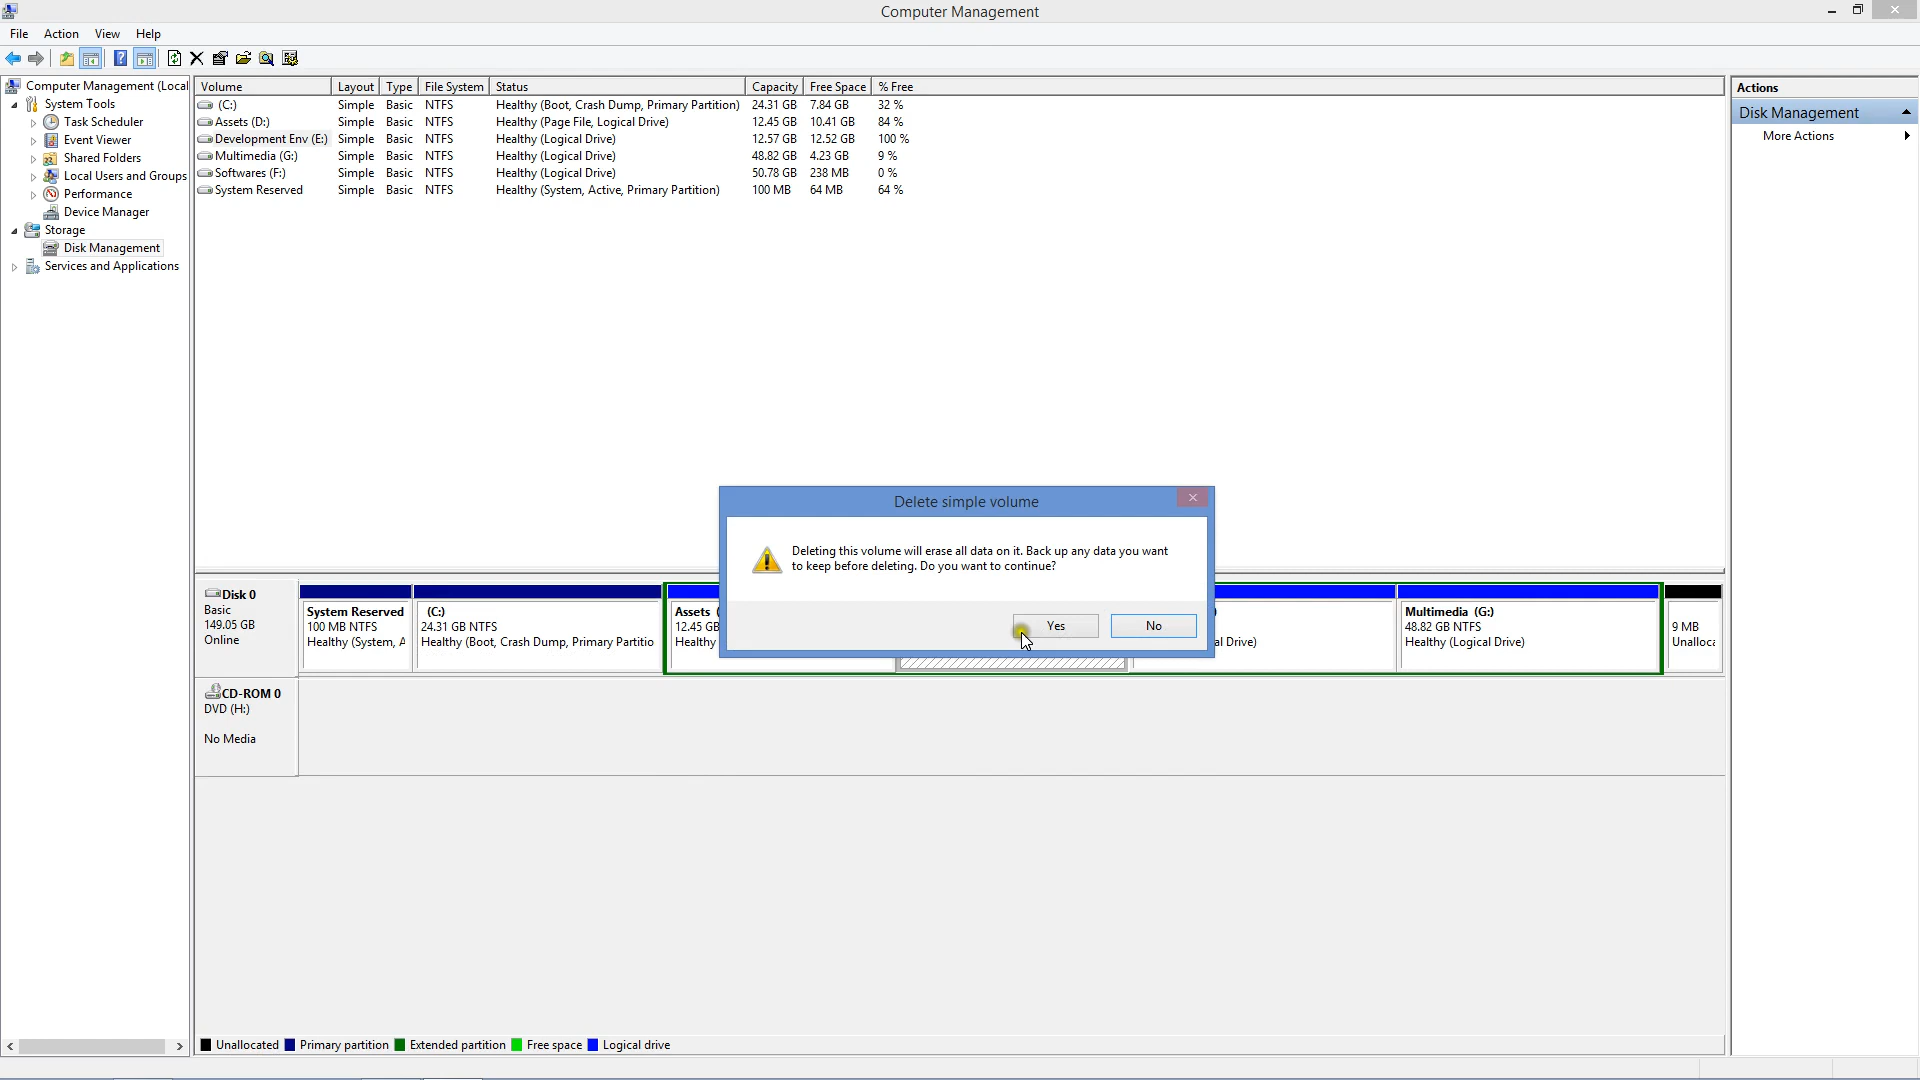 Computer Management
File Action View Help
Computer Management (Local
System Tools
Task Scheduler
Event Viewer
Shared Folders
Local Users and Groups
Performance
Device Manager
Storage
Disk Management
Services and Applications
Volume Layout Type File System Status Capacity Free Space % Free
(C:) Simple Basic NTFS Healthy (Boot, Crash Dump, Primary Partition) 24.31 GB 7.84 GB 32 %
Assets (D:) Simple Basic NTFS Healthy (Page File, Logical Drive) 12.45 GB 10.41 GB 84 %
Development Env (E:) Simple Basic NTFS Healthy (Logical Drive) 12.57 GB 12.52 GB 100 %
Multimedia (G:) Simple Basic NTFS Healthy (Logical Drive) 48.82 GB 4.23 GB 9 %
Softwares (F:) Simple Basic NTFS Healthy (Logical Drive) 50.78 GB 238 MB 0 %
System Reserved Simple Basic NTFS Healthy (System, Active, Primary Partition) 100 MB 64 MB 64 %
Actions
Disk Management
More Actions
Delete simple volume
Deleting this volume will erase all data on it. Back up any data you want
to keep before deleting. Do you want to continue?
Yes No
Disk 0
Basic
149.05 GB
Online
System Reserved
100 MB NTFS
Healthy (System, A
(C:)
24.31 GB NTFS
Healthy (Boot, Crash Dump, Primary Partitio
Assets (
12.45 GB
Healthy
)
al Drive)
Multimedia (G:)
48.82 GB NTFS
Healthy (Logical Drive)
9 MB
Unalloca
CD-ROM 0
DVD (H:)
No Media
Unallocated Primary partition Extended partition Free space Logical drive